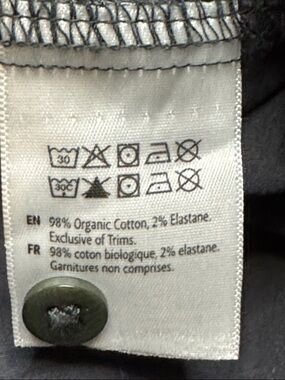 30
30C
EN 98% Organic Cotton, 2% Elastane.
Exclusive of Trims.
FR 98% coton biologique, 2% elastane.
Garnitures non comprises.